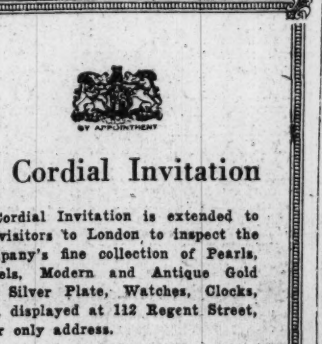 BY APPOINTMENT
Cordial Invitation
Cordial Invitation is extended to
visitors to London to inspect the
pany's fine collection of Pearls,
els, Modern and Antique Gold
Silver Plate, Watches, Clocks,
displayed at 112 Regent Street,
r only address.